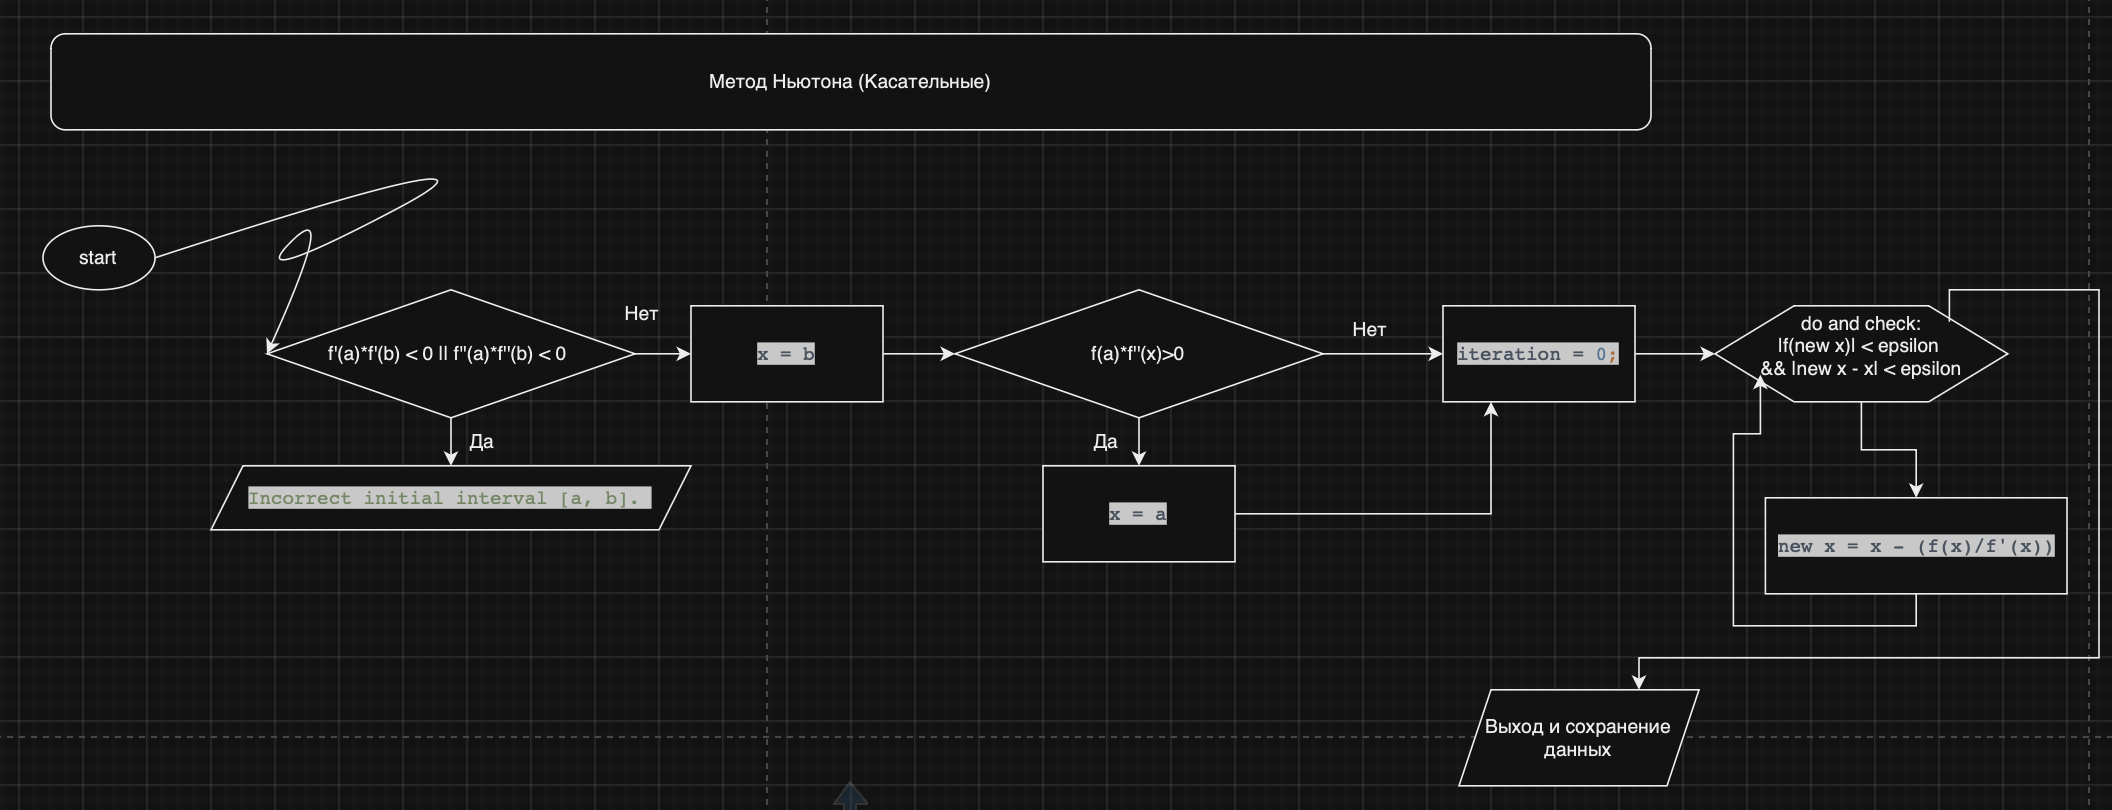 Метод Ньютона (Касательные)
start
f'(a)*f'(b) < 0 || f''(a)*f''(b) < 0
Нет
Да
Incorrect initial interval [a, b].
x = b
f(a)*f''(x)>0
Нет
Да
x = a
iteration = 0;
do and check:
|f(new x)| < epsilon
&& |new x - x| < epsilon
new x = x - (f(x)/f'(x))
Выход и сохранение
данных